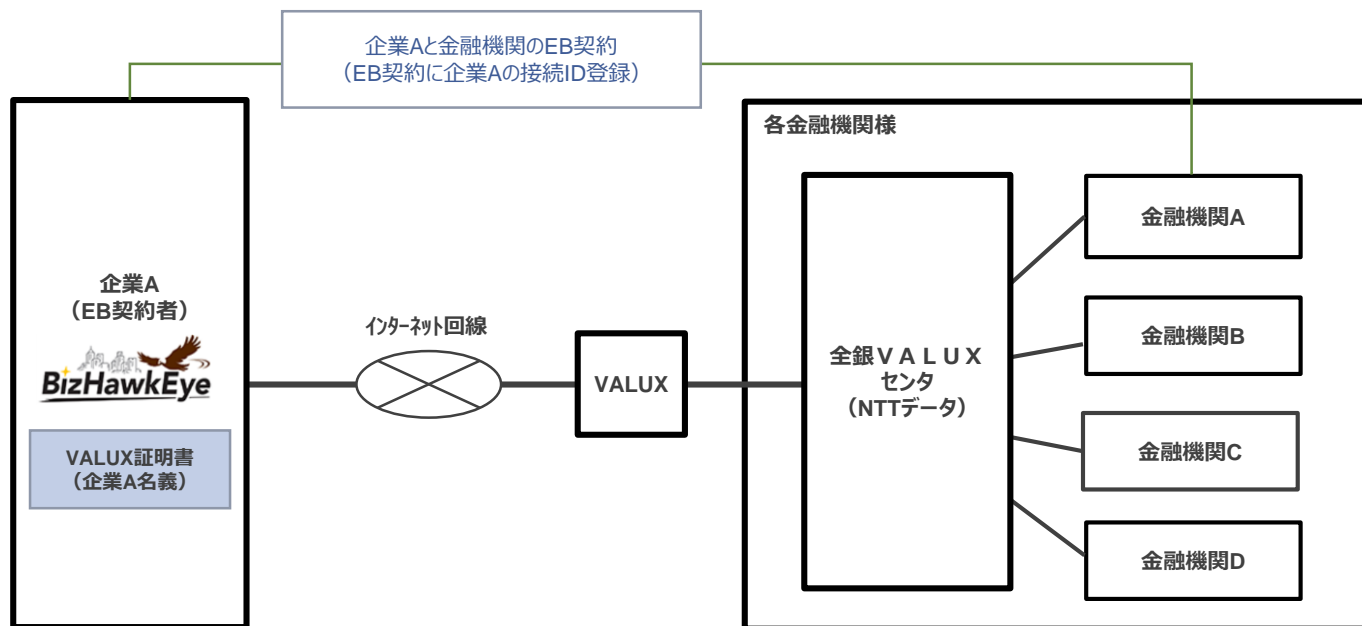 企業Aと金融機関のEB契約
（EB契約に企業Aの接続ID登録）
各金融機関様
企業A
（EB契約者）
BizHawkEye
VALUX証明書
（企業A名義）
インターネット回線
VALUX
全銀ＶＡＬＵＸ
センタ
（NTTデータ）
金融機関A
金融機関B
金融機関C
金融機関D